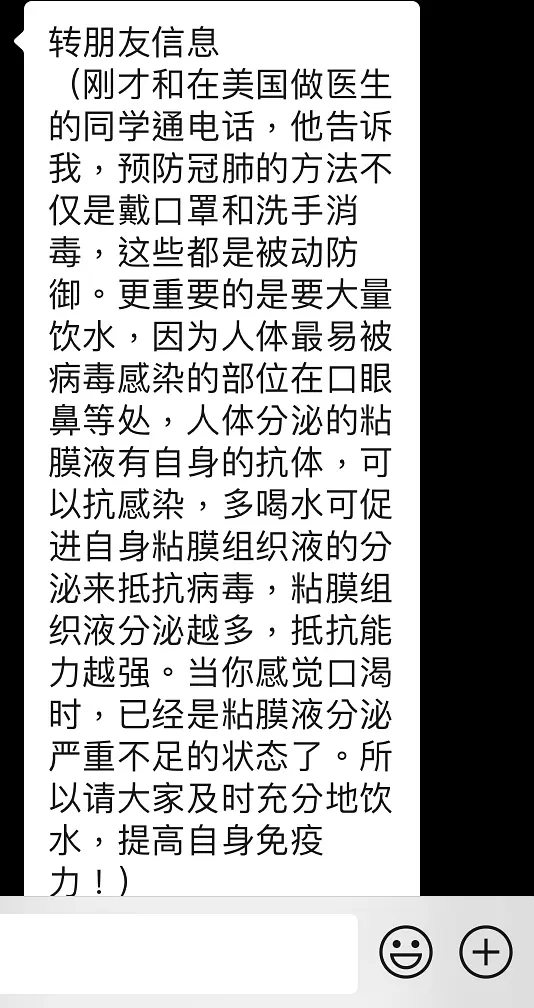 转朋友信息
（刚才和在美国做医生
的同学通电话，他告诉
我，预防冠肺的方法不
仅是戴口罩和洗手消
毒，这些都是被动防
御。更重要的是要大量
饮水，因为人体最易被
病毒感染的部位在口眼
鼻等处，人体分泌的粘
膜液有自身的抗体，可
以抗感染，多喝水可促
进自身粘膜组织液的分
泌来抵抗病毒，粘膜组
织液分泌越多，抵抗能
力越强。当你感觉口渴
时，已经是粘膜液分泌
严重不足的状态了。所
以请大家及时充分地饮
水，提高自身免疫
力！）